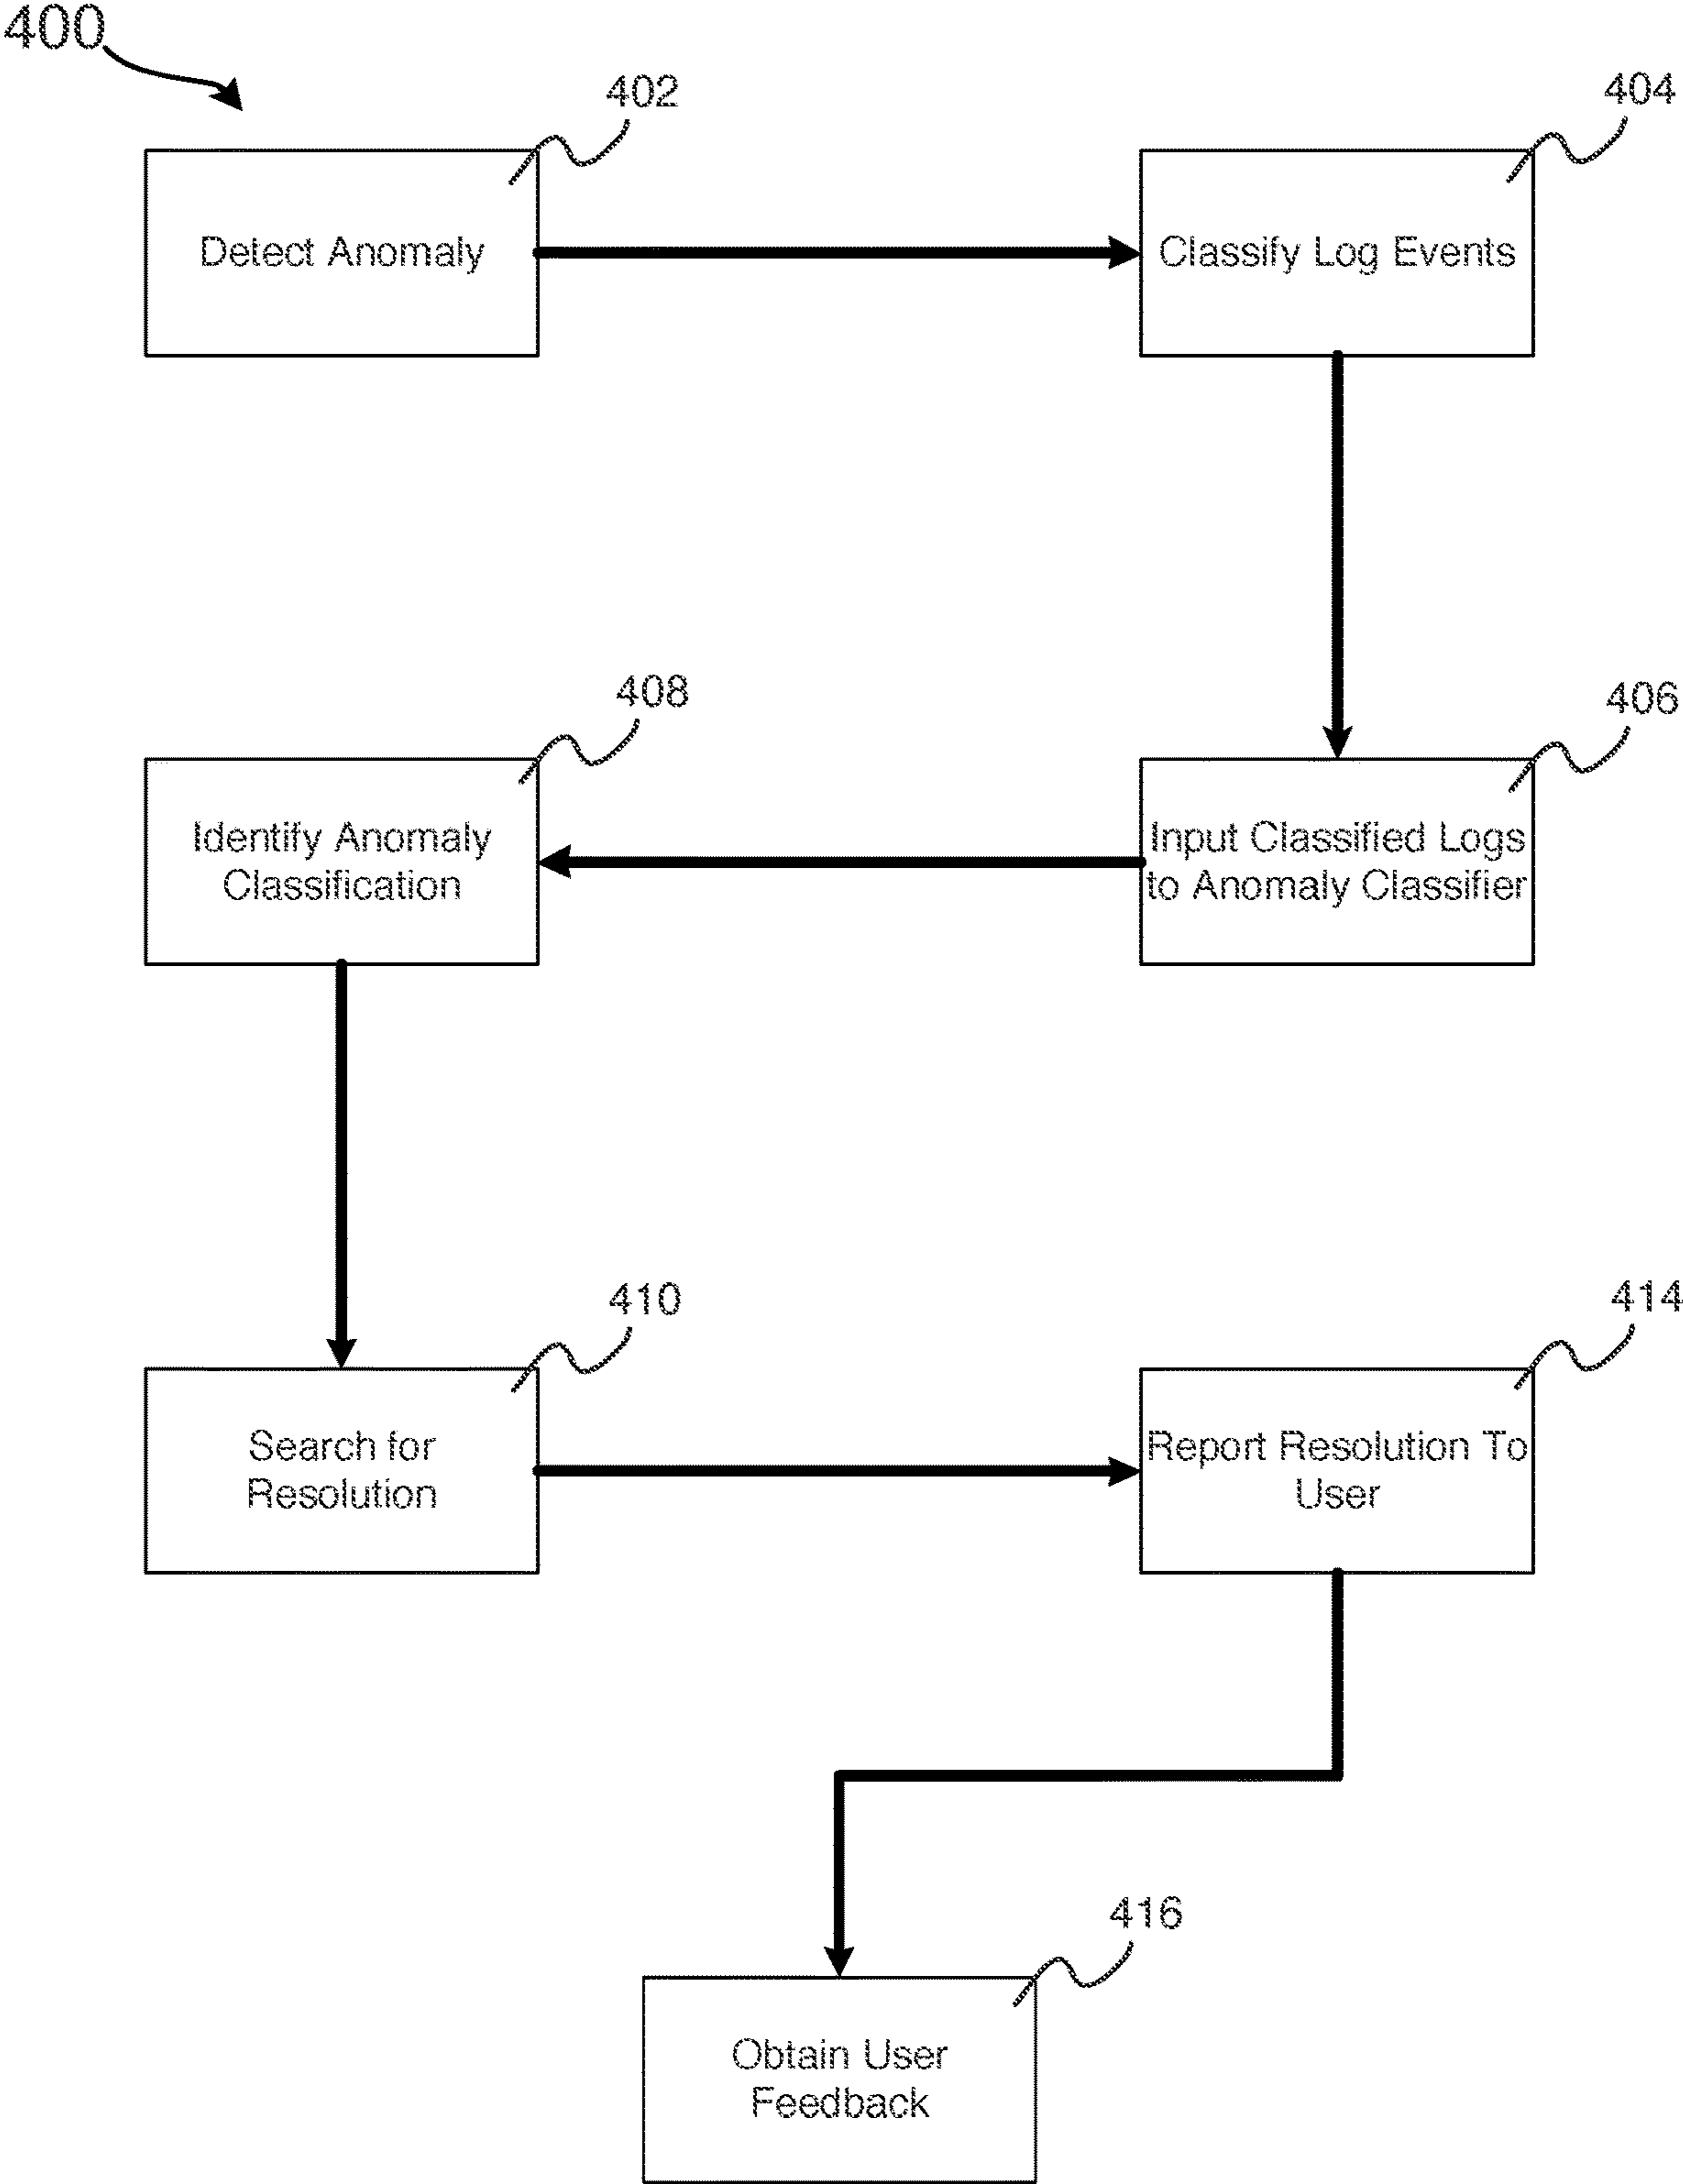 400
402
Detect Anomaly
404
Classify Log Events
406
Input Classified Logs
to Anomaly Classifier
408
Identify Anomaly
Classification
410
Search for
Resolution
414
Report Resolution To
User
416
Obtain User
Feedback